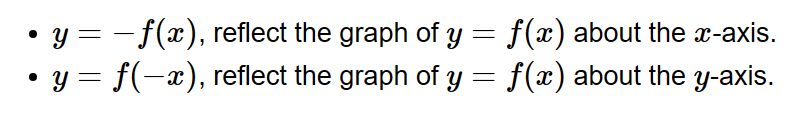 • y = −f(x), reflect the graph of y = f(x) about the x-axis.
• y = f(−x), reflect the graph of y = f(x) about the y-axis.